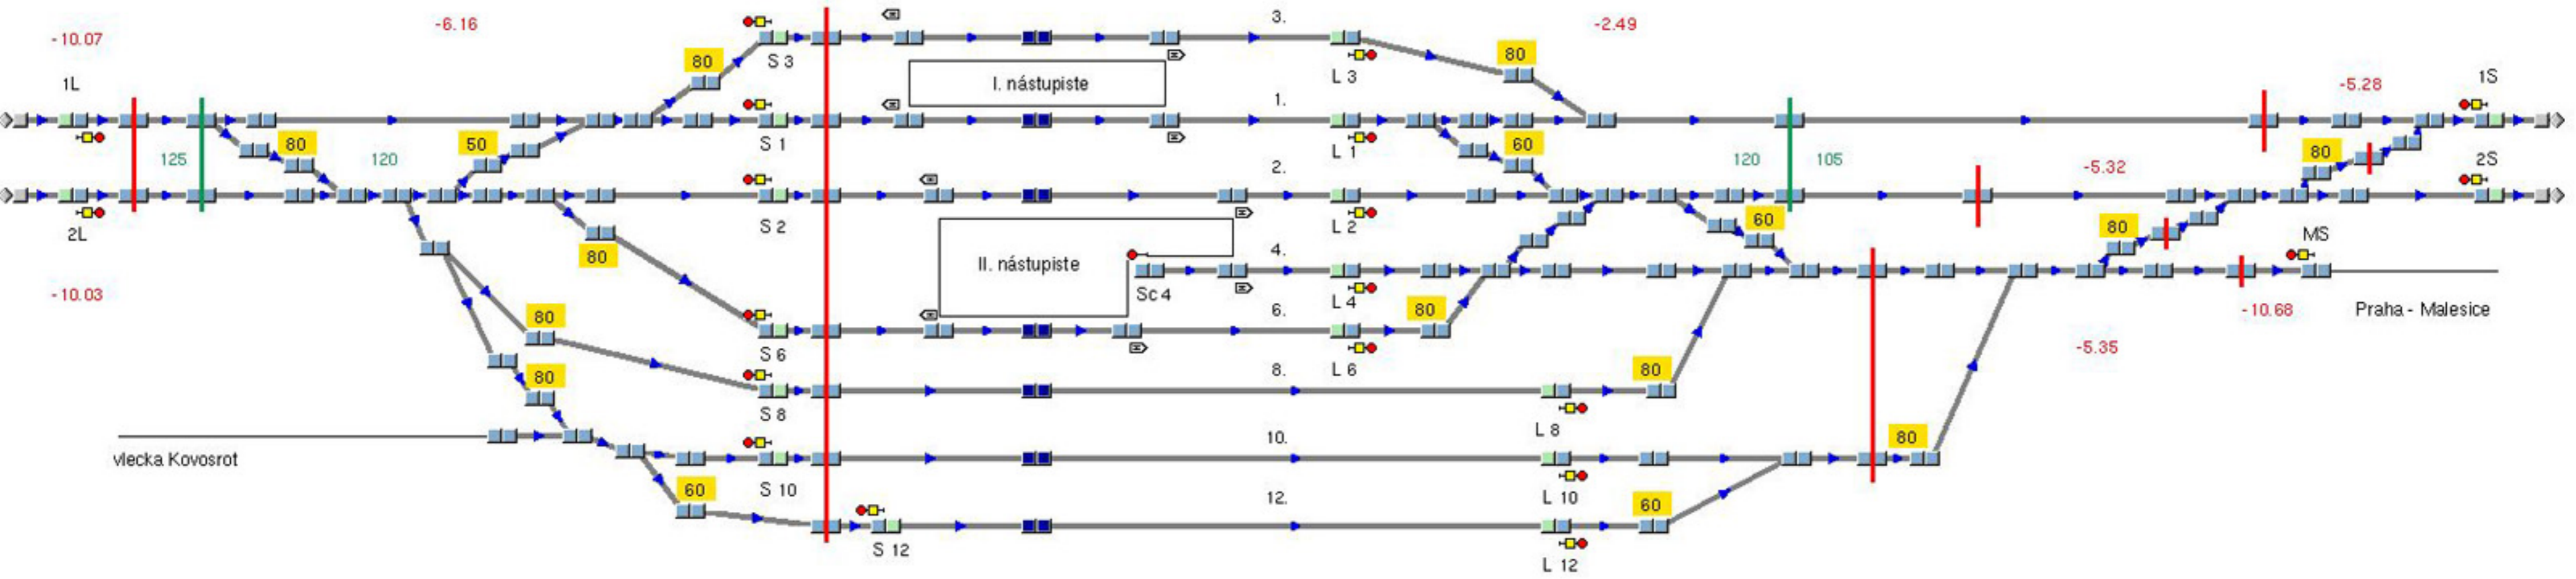 -6.16
3.
-2.49
-10.07
80
S 3
80
L 3
1L
I. nástupiste
-5.28
1S
1.
125
80
120
50
S 1
L 1
60
120
105
80
-5.32
2S
2.
2L
S 2
L 2
80
II. nástupiste
4.
60
80
MS
Sc 4
L 4
-10.03
80
6.
80
-10.68
Praha - Malesice
S 6
L 6
-5.35
80
8.
80
S 8
L 8
10.
80
vlecka Kovosrot
60
S 10
L 10
12.
60
S 12
L 12